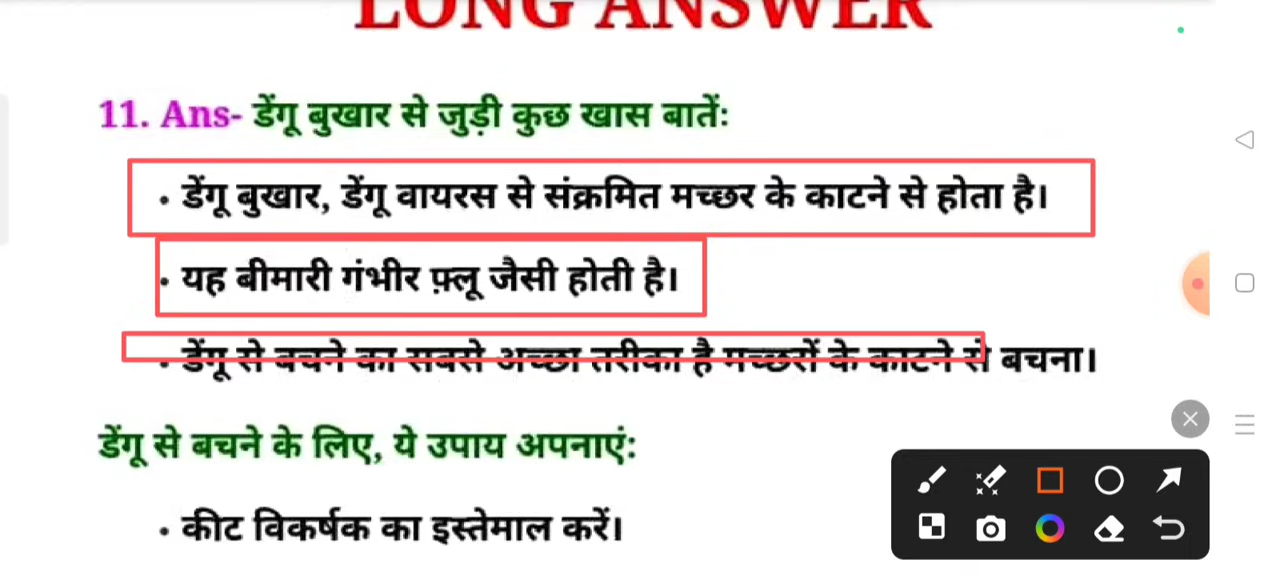 LONG ANSWER
11. Ans- डेंगू बुखार से जुड़ी कुछ खास बातें:
• डेंगू बुखार, डेंगू वायरस से संक्रमित मच्छर के काटने से होता है।
• यह बीमारी गंभीर फ़्लू जैसी होती है।
• डेंगू से बचने का सबसे अच्छा तरीका है मच्छरों के काटने से बचना।
डेंगू से बचने के लिए, ये उपाय अपनाएं:
• कीट विकर्षक का इस्तेमाल करें।